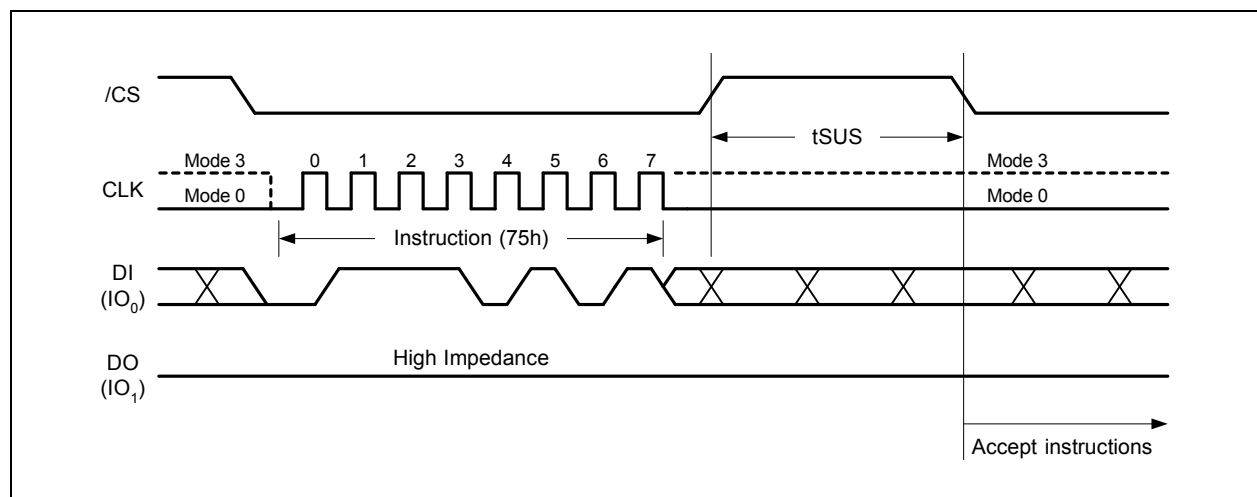 /CS
tSUS
Mode 3 0 1 2 3 4 5 6 7 Mode 3
CLK
Mode 0 Mode 0
Instruction (75h)
DI
(IO0)
High Impedance
DO
(IO1)
Accept instructions